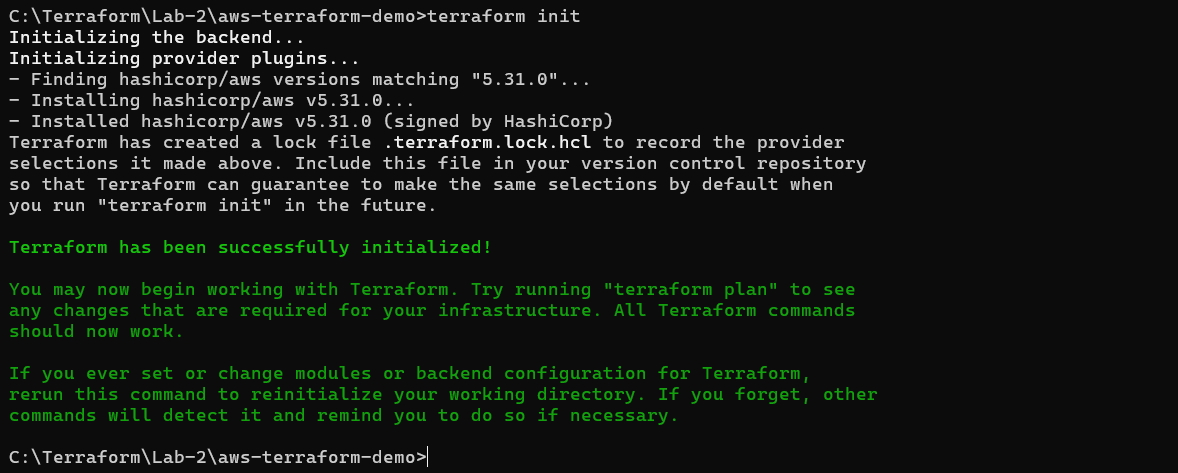 C:\Terraform\Lab-2\aws-terraform-demo>terraform init
Initializing the backend...
Initializing provider plugins...
- Finding hashicorp/aws versions matching "5.31.0"...
- Installing hashicorp/aws v5.31.0...
- Installed hashicorp/aws v5.31.0 (signed by HashiCorp)
Terraform has created a lock file .terraform.lock.hcl to record the provider
selections it made above. Include this file in your version control repository
so that Terraform can guarantee to make the same selections by default when
you run "terraform init" in the future.

Terraform has been successfully initialized!

You may now begin working with Terraform. Try running "terraform plan" to see
any changes that are required for your infrastructure. All Terraform commands
should now work.

If you ever set or change modules or backend configuration for Terraform,
rerun this command to reinitialize your working directory. If you forget, other
commands will detect it and remind you to do so if necessary.

C:\Terraform\Lab-2\aws-terraform-demo>